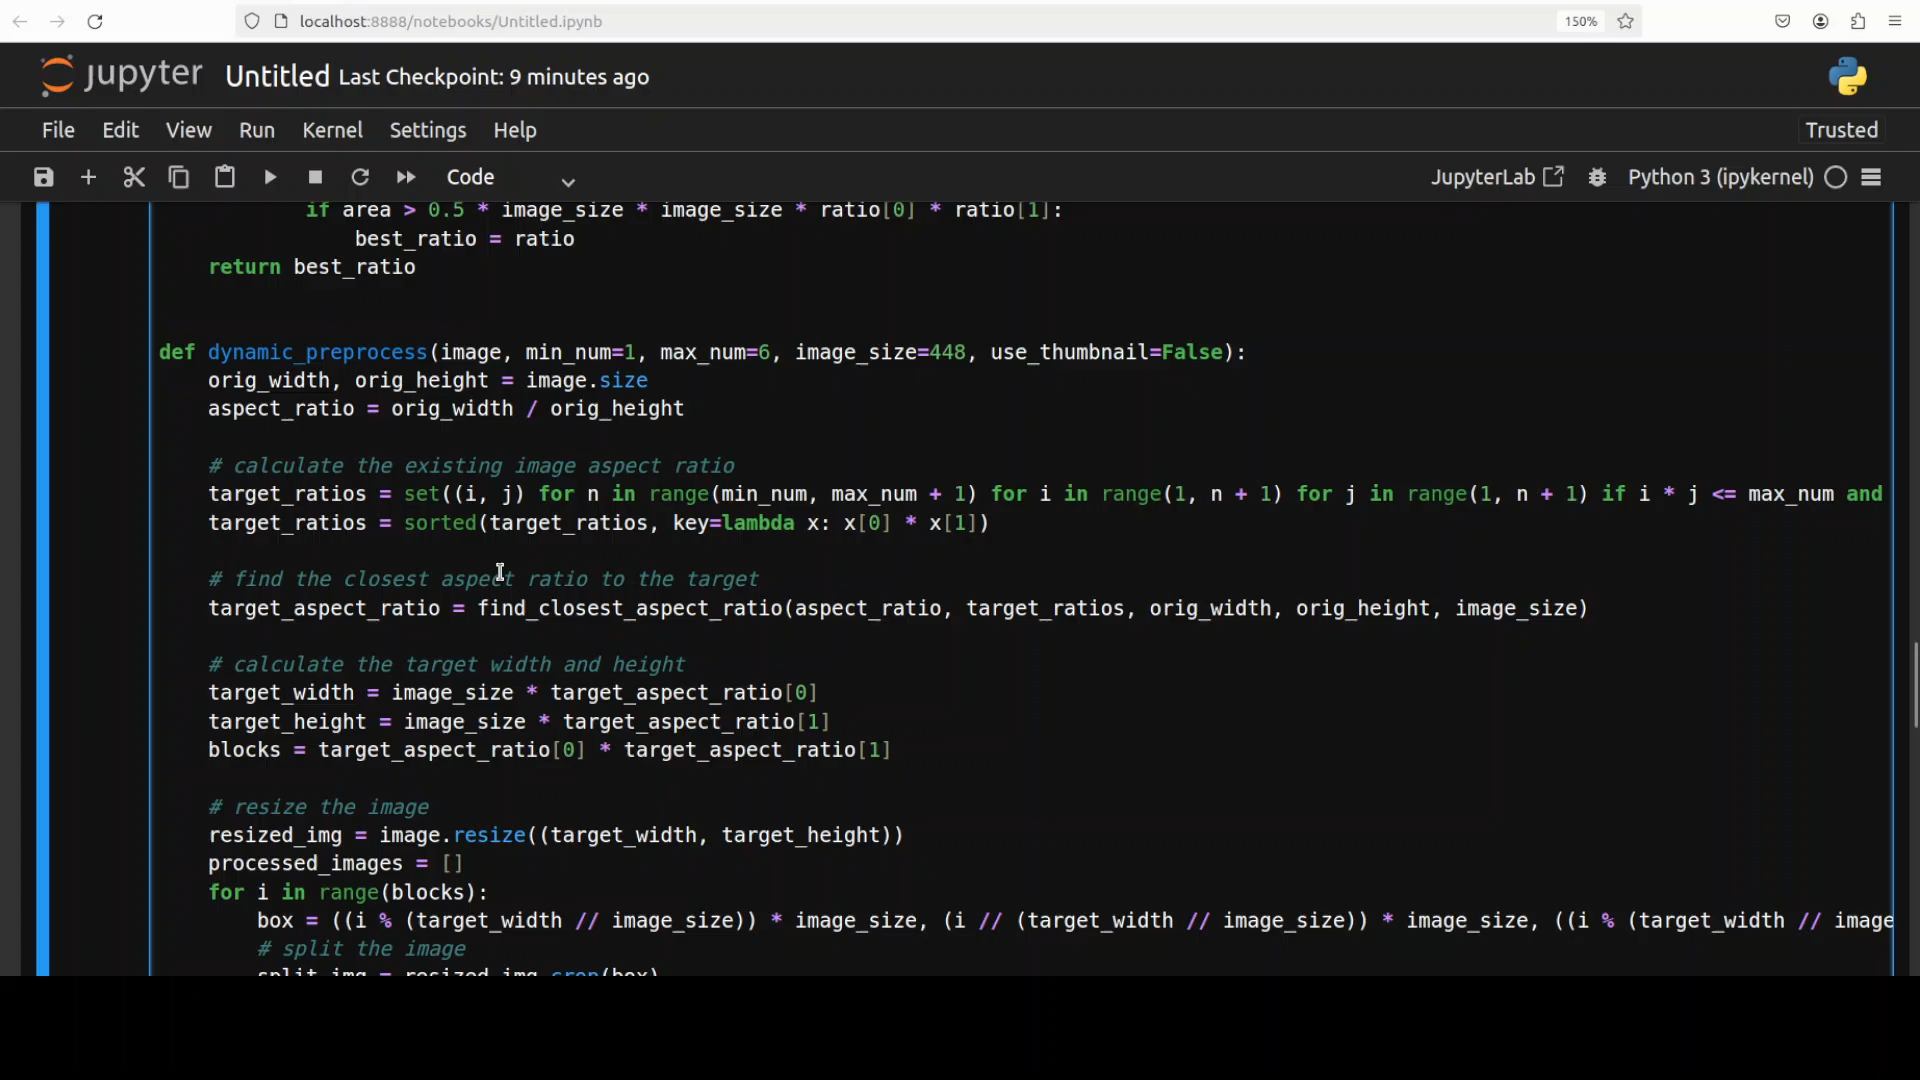 localhost:8888/notebooks/Untitled.ipynb
150%
jupyter Untitled Last Checkpoint: 9 minutes ago
File Edit View Run Kernel Settings Help
Trusted
Code
JupyterLab
Python 3 (ipykernel)
if area > 0.5 * image_size * image_size * ratio[0] * ratio[1]:
best_ratio = ratio
return best_ratio
def dynamic_preprocess(image, min_num=1, max_num=6, image_size=448, use_thumbnail=False):
orig_width, orig_height = image.size
aspect_ratio = orig_width / orig_height
# calculate the existing image aspect ratio
target_ratios = set((i, j) for n in range(min_num, max_num + 1) for i in range(1, n + 1) for j in range(1, n + 1) if i * j <= max_num and
target_ratios = sorted(target_ratios, key=lambda x: x[0] * x[1])
# find the closest aspect ratio to the target
target_aspect_ratio = find_closest_aspect_ratio(aspect_ratio, target_ratios, orig_width, orig_height, image_size)
# calculate the target width and height
target_width = image_size * target_aspect_ratio[0]
target_height = image_size * target_aspect_ratio[1]
blocks = target_aspect_ratio[0] * target_aspect_ratio[1]
# resize the image
resized_img = image.resize((target_width, target_height))
processed_images = []
for i in range(blocks):
box = ((i % (target_width // image_size)) * image_size, (i // (target_width // image_size)) * image_size, ((i % (target_width // image
# split the image
split_img = resized_img.crop(box)